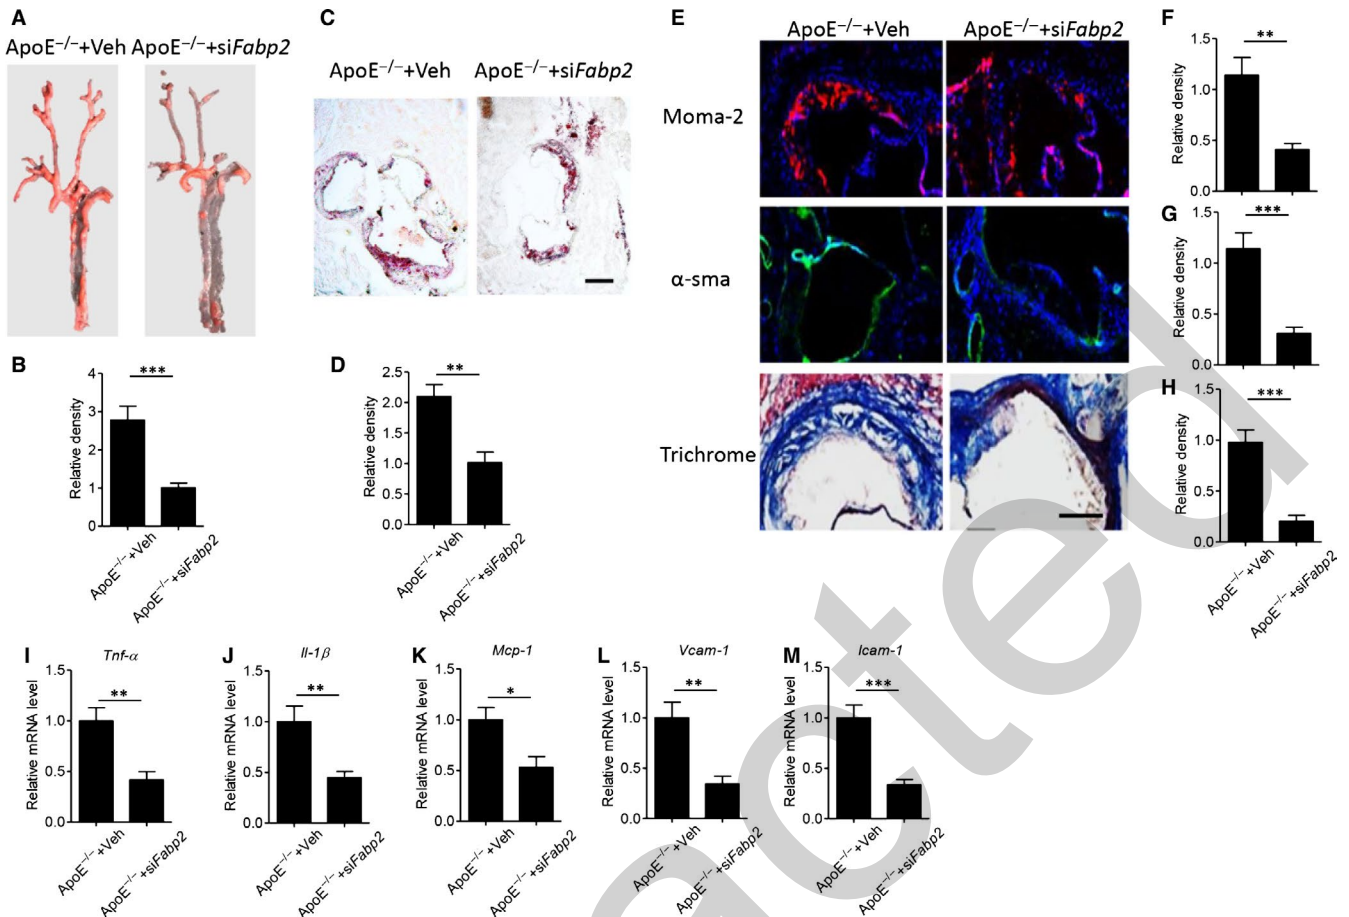 A
ApoE−/−+Veh ApoE−/−+siFabp2
B
4
3
2
1
0
Relative density
***
ApoE−/−+Veh
ApoE−/−+siFabp2
C
ApoE−/−+Veh ApoE−/−+siFabp2
D
2.5
2.0
1.5
1.0
0.5
0.0
Relative density
**
ApoE−/−+Veh
ApoE−/−+siFabp2
E
ApoE−/−+Veh ApoE−/−+siFabp2
Moma-2
α-sma
Trichrome
F
1.5
1.0
0.5
0.0
Relative density
**
G
1.5
1.0
0.5
0.0
Relative density
***
H
1.5
1.0
0.5
0.0
Relative density
***
ApoE−/−+Veh
ApoE−/−+siFabp2
I
Tnf-α
1.5
1.0
0.5
0.0
Relative mRNA level
**
ApoE−/−+Veh
ApoE−/−+siFabp2
J
Il-1β
1.5
1.0
0.5
0.0
Relative mRNA level
**
ApoE−/−+Veh
ApoE−/−+siFabp2
K
Mcp-1
1.5
1.0
0.5
0.0
Relative mRNA level
*
ApoE−/−+Veh
ApoE−/−+siFabp2
L
Vcam-1
1.5
1.0
0.5
0.0
Relative mRNA level
**
ApoE−/−+Veh
ApoE−/−+siFabp2
M
Icam-1
1.5
1.0
0.5
0.0
Relative mRNA level
***
ApoE−/−+Veh
ApoE−/−+siFabp2
cted